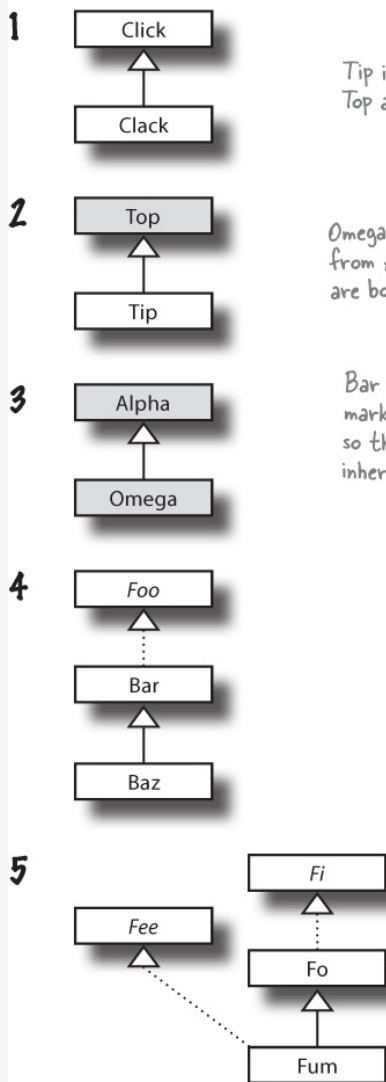 1
Click
Clack
Tip i
Top a
2
Top
Tip
Omega
from
are bo
3
Alpha
Omega
Bar
mark
so th
inher
4
Foo
Bar
Baz
5
Fi
Fee
Fo
Fum